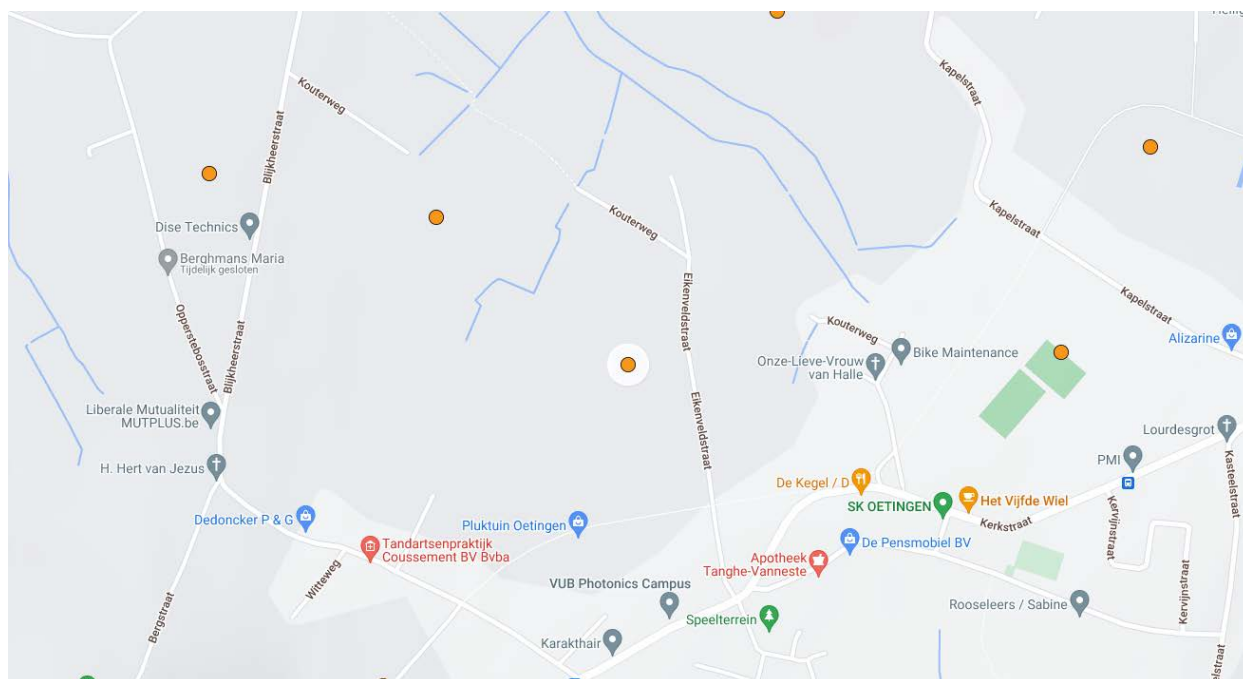 Kapelstraat
Kouterweg
Blijkheerstraat
Dise Technics
Berghmans Maria
Tijdelijk gesloten
Kouterweg
Kapelstraat
Eikenveldstraat
Kapelstraat
Opperstebosstraat
Blijkheerstraat
Kouterweg
Bike Maintenance
Alizarine
Onze-Lieve-Vrouw
van Halle
Liberale Mutualiteit
MUTPLUS.be
Eikenveldstraat
Lourdesgrot
H. Hert van Jezus
PMI
Kasteelstraat
De Kegel / D
Het Vijfde Wiel
SK OETINGEN
Kerkstraat
Kervijnstraat
Dedoncker P & G
Pluktuin Oetingen
De Pensmobiel BV
Tandartsenpraktijk
Coussement BV Bvba
Apotheek
Tanghe-Vanneste
Witteweg
VUB Photonics Campus
Rooseleers / Sabine
Kervijnstraat
Bergstraat
Speelterrein
Karakthair